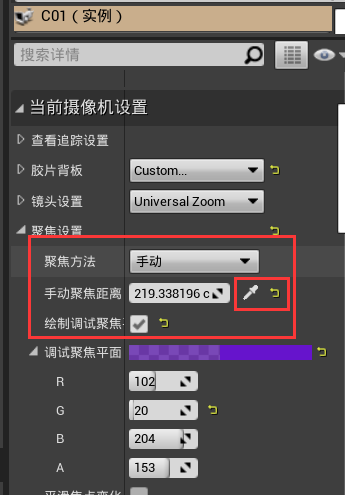 C01（实例）
搜索详情
当前摄像机设置
查看追踪设置
胶片背板 Custom...
镜头设置 Universal Zoom
聚焦设置
聚焦方法 手动
手动聚焦距离 219.338196 c
绘制调试聚焦
调试聚焦平面
R 102
G 20
B 204
A 153
平滑焦点变化